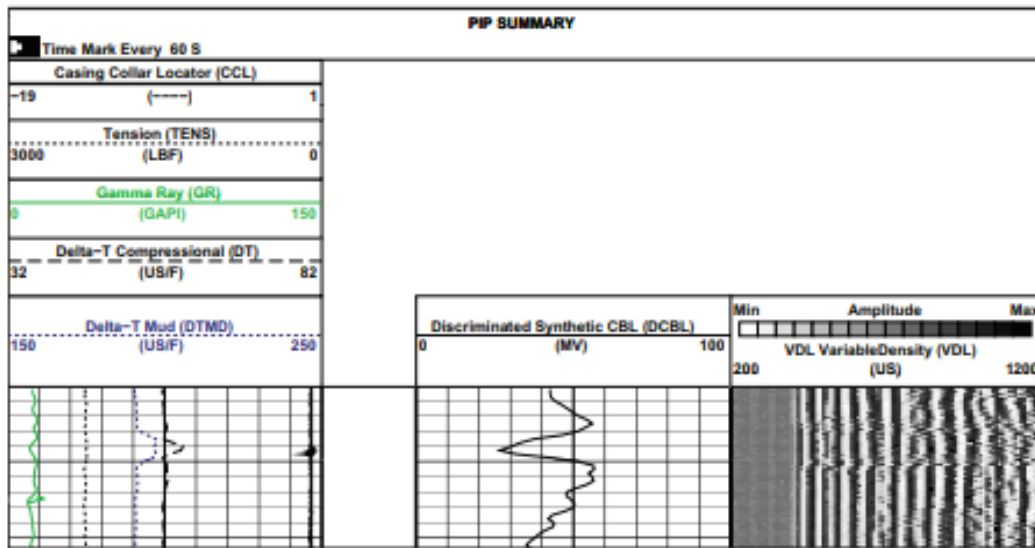 PIP SUMMARY
Time Mark Every 60 S
Casing Collar Locator (CCL)
−19 (−−−−) 1
Tension (TENS)
3000 (LBF) 0
Gamma Ray (GR)
0 (GAPI) 150
Delta−T Compressional (DT)
32 (US/F) 82
Delta−T Mud (DTMD)
150 (US/F) 250
Discriminated Synthetic CBL (DCBL)
0 (MV) 100
Min Amplitude Max
VDL VariableDensity (VDL)
200 (US) 1200